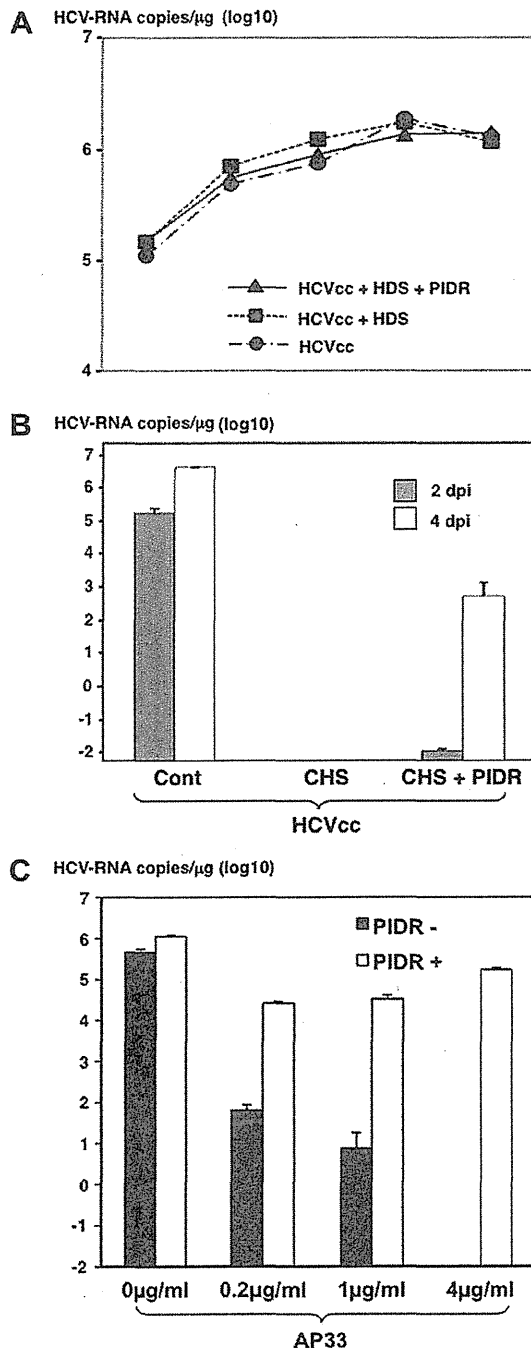 A HCV-RNA copies/μg (log10)
7
6
5
4
HCVcc + HDS + PIDR
HCVcc + HDS
HCVcc
B HCV-RNA copies/μg (log10)
7
6
5
4
3
2
1
0
-1
-2
2 dpi
4 dpi
Cont CHS CHS + PIDR
HCVcc
C HCV-RNA copies/μg (log10)
7
6
5
4
3
2
1
0
-1
-2
PIDR -
PIDR +
0μg/ml 0.2μg/ml 1μg/ml 4μg/ml
AP33